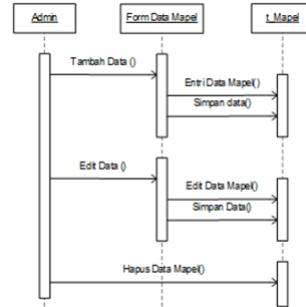 Admin
Form Data Mapel
t_Mapel
Tambah Data ()
Entri Data Mapel()
Simpan data()
Edit Data ()
Edit Data Mapel()
Simpan Data()
Hapus Data Mapel()